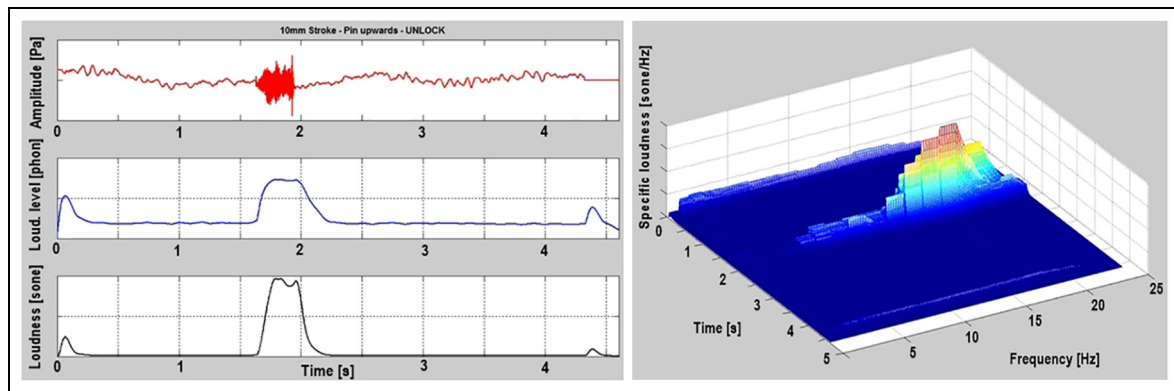 10mm Stroke - Pin upwards - UNLOCK
Amplitude [Pa]
0 1 2 3 4
Loud. level [phon]
0 1 2 3 4
Loudness [sone]
0 1 2 3 4
Time [s]
Specific loudness [sone/Hz]
0
1
2
3
4
5
Time [s]
5
10
15
20
25
Frequency [Hz]